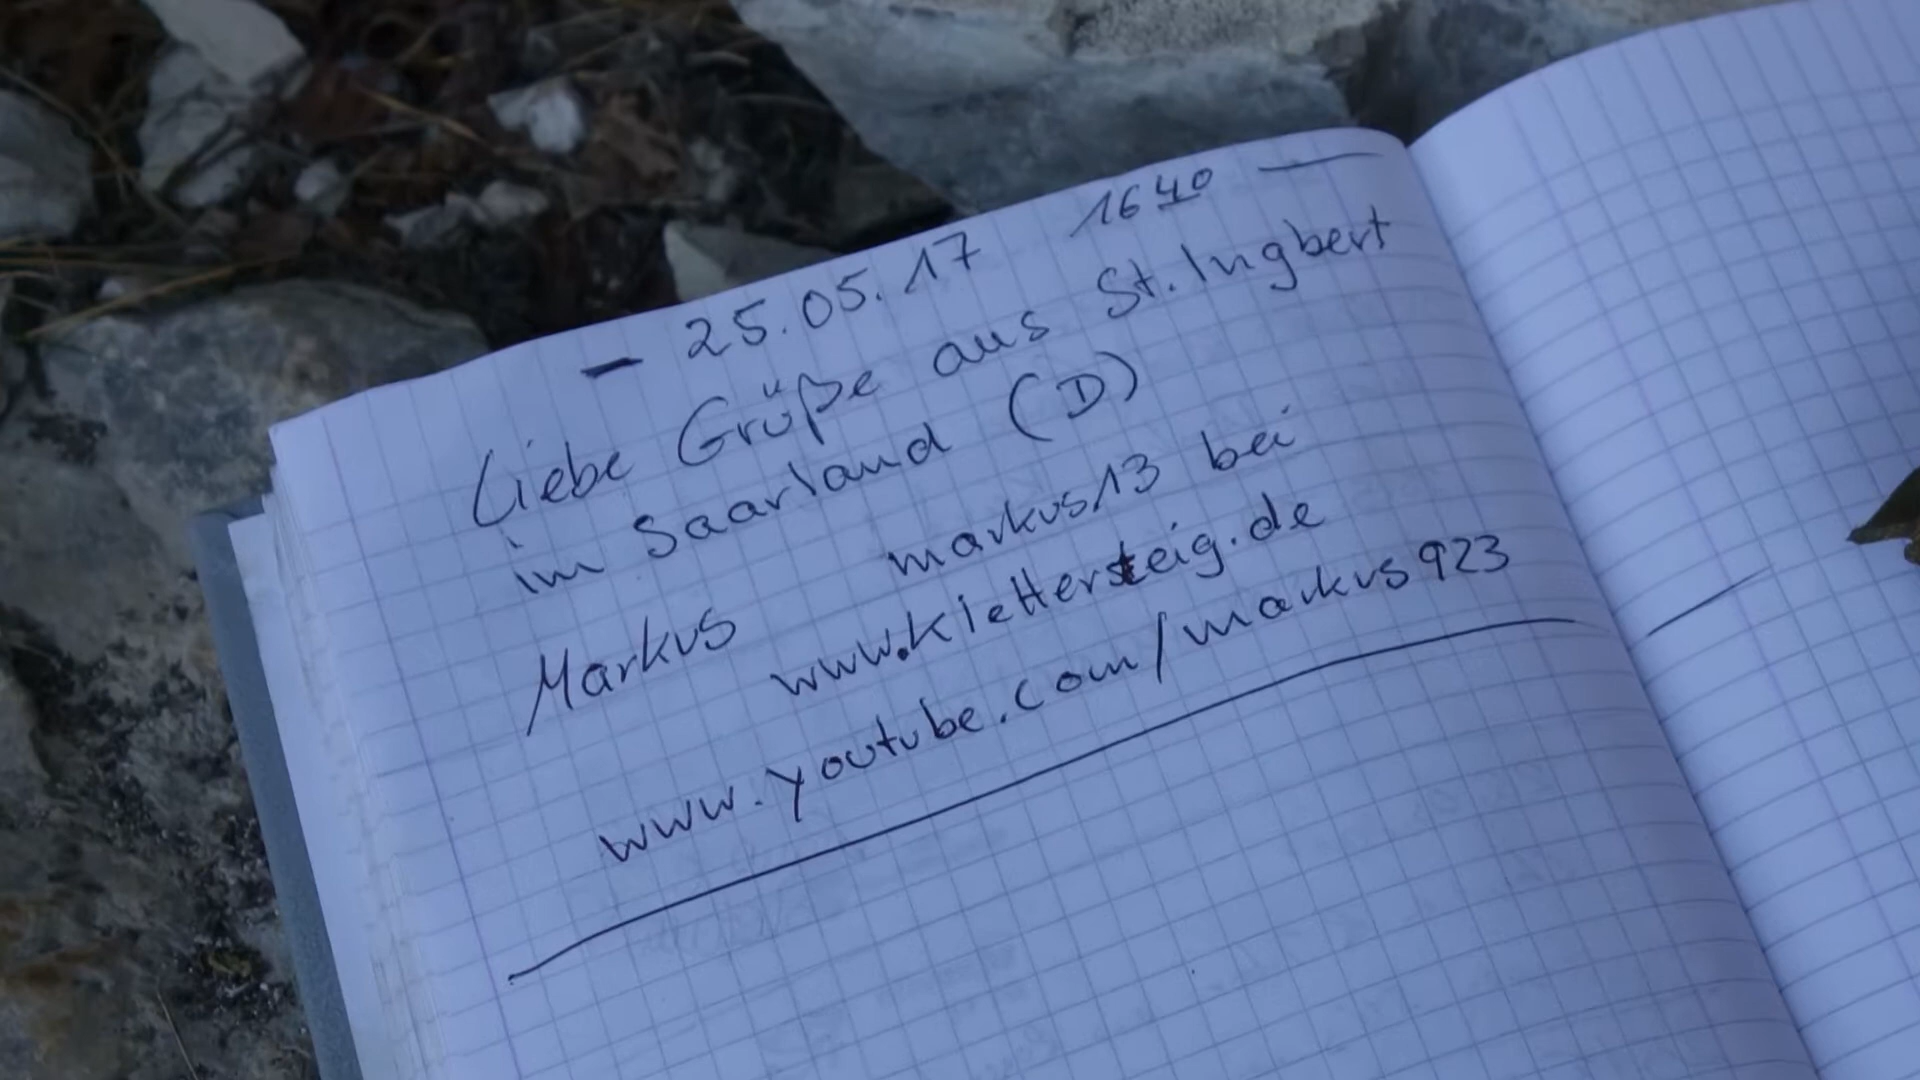 - 25.05.17 1640 -
Liebe Grüße aus St. Ingbert
im Saarland (D)
Markus markus13 bei
www.klettersteig.de
www.youtube.com/markus923